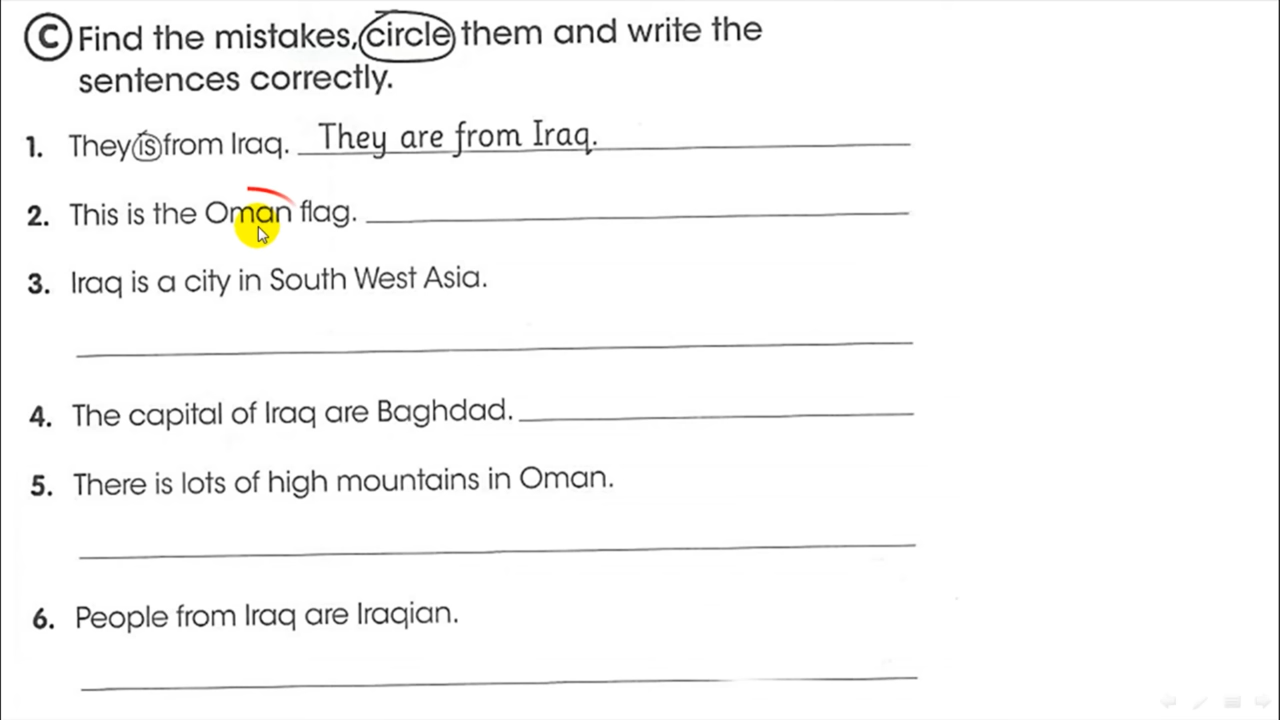 C Find the mistakes, circle them and write the
sentences correctly.
1. They is from Iraq. They are from Iraq.
2. This is the Oman flag.
3. Iraq is a city in South West Asia.
4. The capital of Iraq are Baghdad.
5. There is lots of high mountains in Oman.
6. People from Iraq are Iraqian.